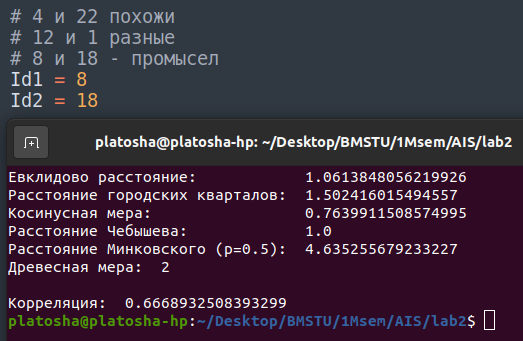 # 4 и 22 похожи
# 12 и 1 разные
# 8 и 18 - промысел
Id1 = 8
Id2 = 18
platosha@platosha-hp: ~/Desktop/BMSTU/1Msem/AIS/lab2
Евклидово расстояние: 1.0613848056219926
Расстояние городских кварталов: 1.502416015494557
Косинусная мера: 0.7639911508574995
Расстояние Чебышева: 1.0
Расстояние Минковского (p=0.5): 4.635255679233227
Древесная мера: 2
Корреляция: 0.6668932508393299
platosha@platosha-hp:~/Desktop/BMSTU/1Msem/AIS/lab2$